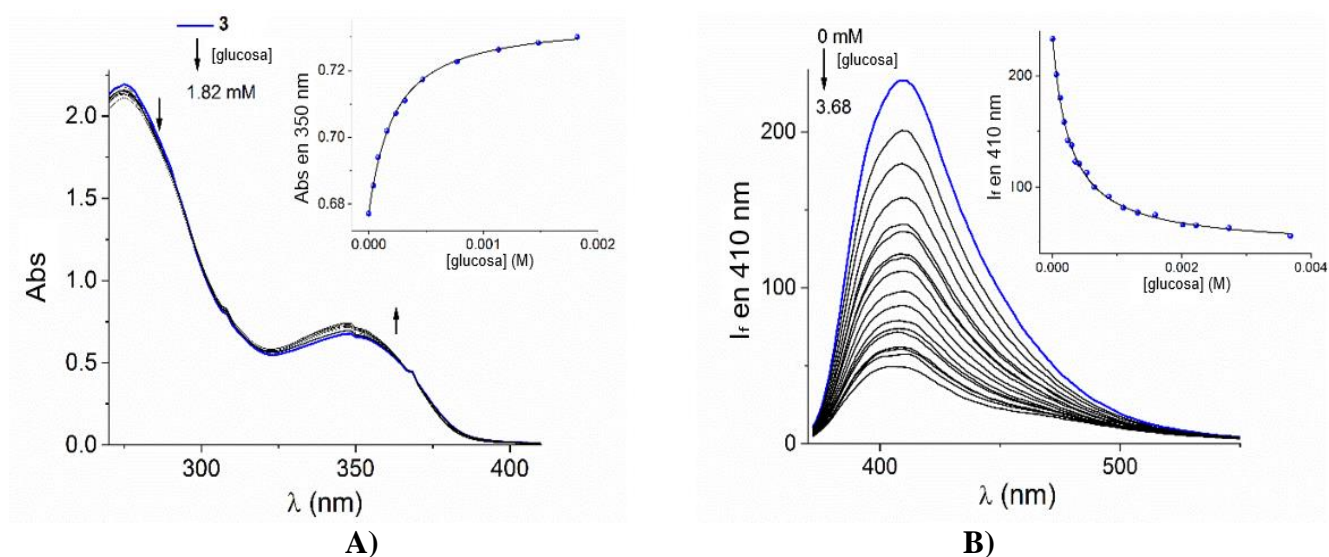 3
[glucosa]
1.82 mM
2.0
1.5
1.0
0.5
0.0
Abs
300
350
400
λ (nm)
0.72
0.70
0.68
Abs en 350 nm
0.000
0.001
0.002
[glucosa] (M)
A)
0 mM
[glucosa]
3.68
200
100
0
If en 410 nm
400
500
λ (nm)
200
100
If en 410 nm
0.000
0.002
0.004
[glucosa] (M)
B)